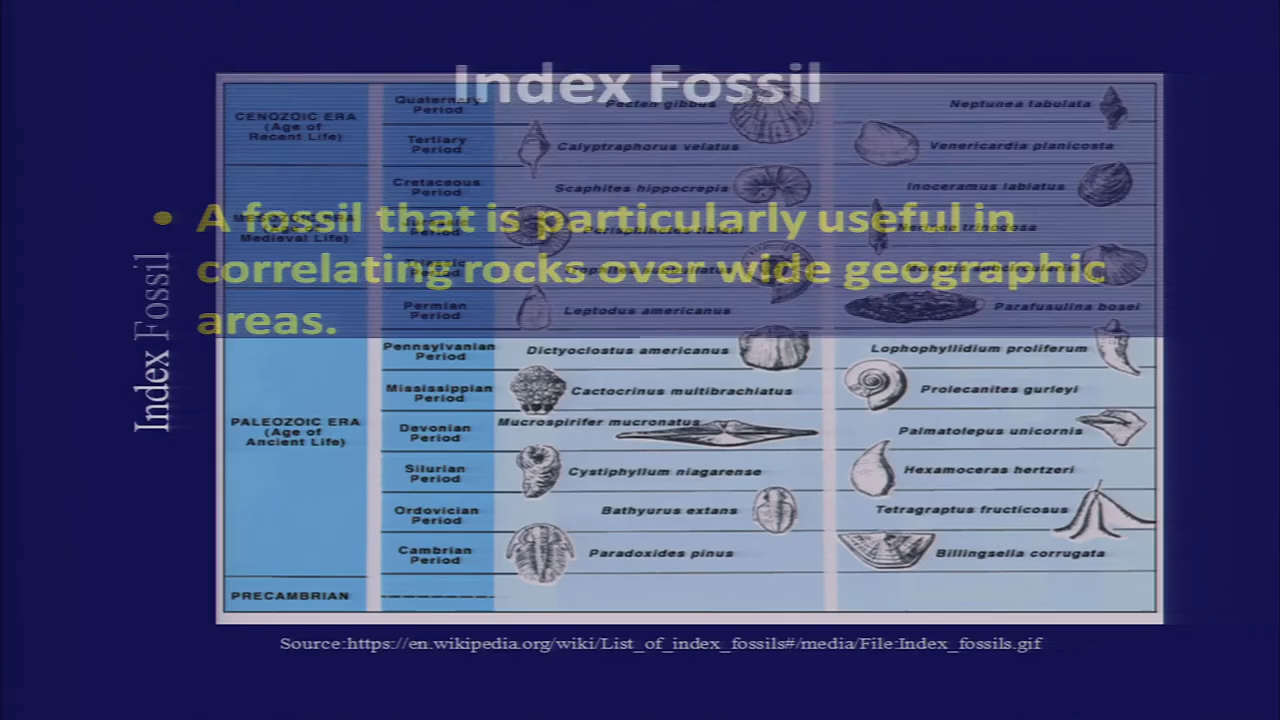 Index Fossil
• A fossil that is particularly useful in
correlating rocks over wide geographic
areas.
Index Fossil
CENOZOIC ERA
(Age of
Recent Life)
Quaternary
Period
Pecten gibbus
Neptunea tabulata
Tertiary
Period
Calyptraphorus velatus
Venericardia planicosta
Medieval Life)
Cretaceous
Period
Scaphites hippocrepis
Inoceramus labiatus
Period
trinodosa
Period
Permian
Period
Leptodus americanus
Parafusulina bosei
PALEOZOIC ERA
(Age of
Ancient Life)
Pennsylvanian
Period
Dictyoclostus americanus
Lophophyllidium proliferum
Mississippian
Period
Cactocrinus multibrachiatus
Prolecanites gurleyi
Devonian
Period
Mucrospirifer mucronatus
Palmatolepus unicornis
Silurian
Period
Cystiphyllum niagarense
Hexamoceras hertzeri
Ordovician
Period
Bathyurus extans
Tetragraptus fructicosus
Cambrian
Period
Paradoxides pinus
Billingsella corrugata
PRECAMBRIAN
Source:https://en.wikipedia.org/wiki/List_of_index_fossils#/media/File:Index_fossils.gif